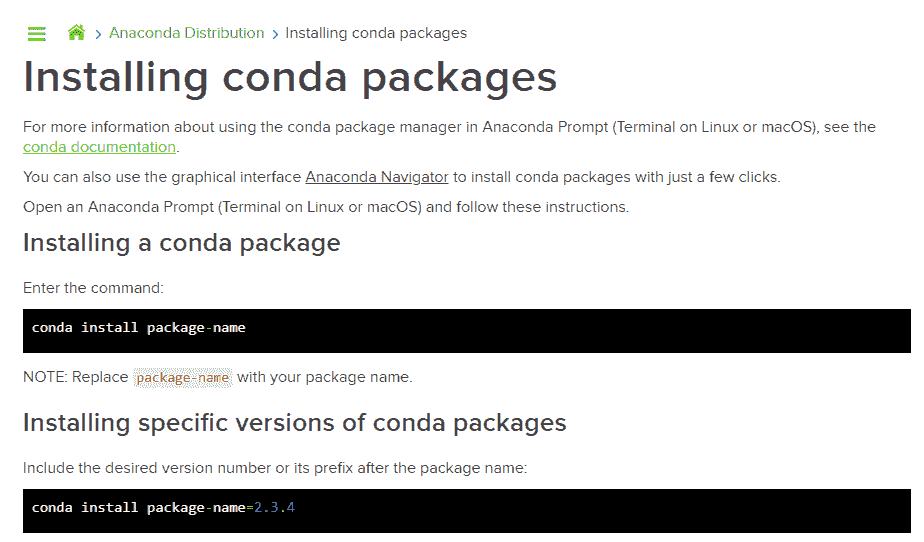 Anaconda Distribution > Installing conda packages
Installing conda packages
For more information about using the conda package manager in Anaconda Prompt (Terminal on Linux or macOS), see the
conda documentation.
You can also use the graphical interface Anaconda Navigator to install conda packages with just a few clicks.
Open an Anaconda Prompt (Terminal on Linux or macOS) and follow these instructions.
Installing a conda package
Enter the command:
conda install package-name
NOTE: Replace package-name with your package name.
Installing specific versions of conda packages
Include the desired version number or its prefix after the package name:
conda install package-name=2.3.4